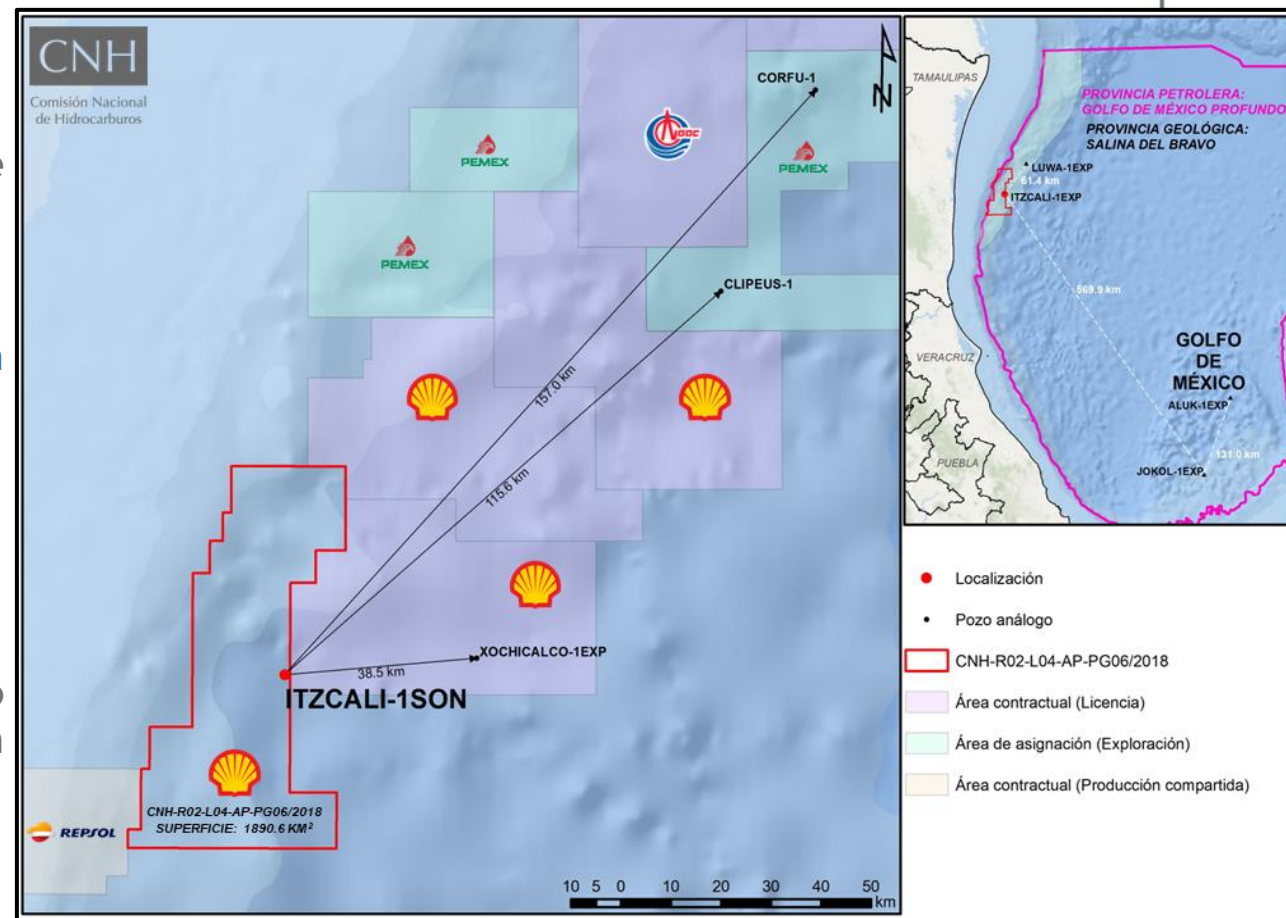 CNH
Comisión Nacional
de Hidrocarburos
N
CORFU-1
PEMEX
PEMEX
PEMEX
CLIPEUS-1
157.0 km
115.6 km
XOCHICALCO-1EXP
38.5 km
ITZCALI-1SON
CNH-R02-L04-AP-PG06/2018
SUPERFICIE: 1890.6 KM²
REPSOL
10 5 0 10 20 30 40 50
km
TAMAULIPAS
PROVINCIA PETROLERA:
GOLFO DE MÉXICO PROFUNDO
PROVINCIA GEOLÓGICA:
SALINA DEL BRAVO
LUWA-1EXP
61.4 km
ITZCALI-1EXP
569.9 km
GOLFO
DE
MÉXICO
VERACRUZ
ALUK-1EXP
PUEBLA
131.0 km
JOKOL-1EXP
Localización
Pozo análogo
CNH-R02-L04-AP-PG06/2018
Área contractual (Licencia)
Área de asignación (Exploración)
Área contractual (Producción compartida)